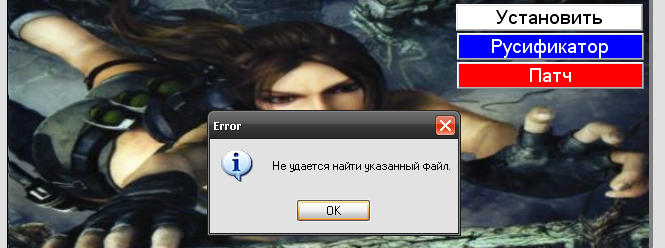 Установить
Русификатор
Патч
Error
Не удается найти указанный файл.
OK